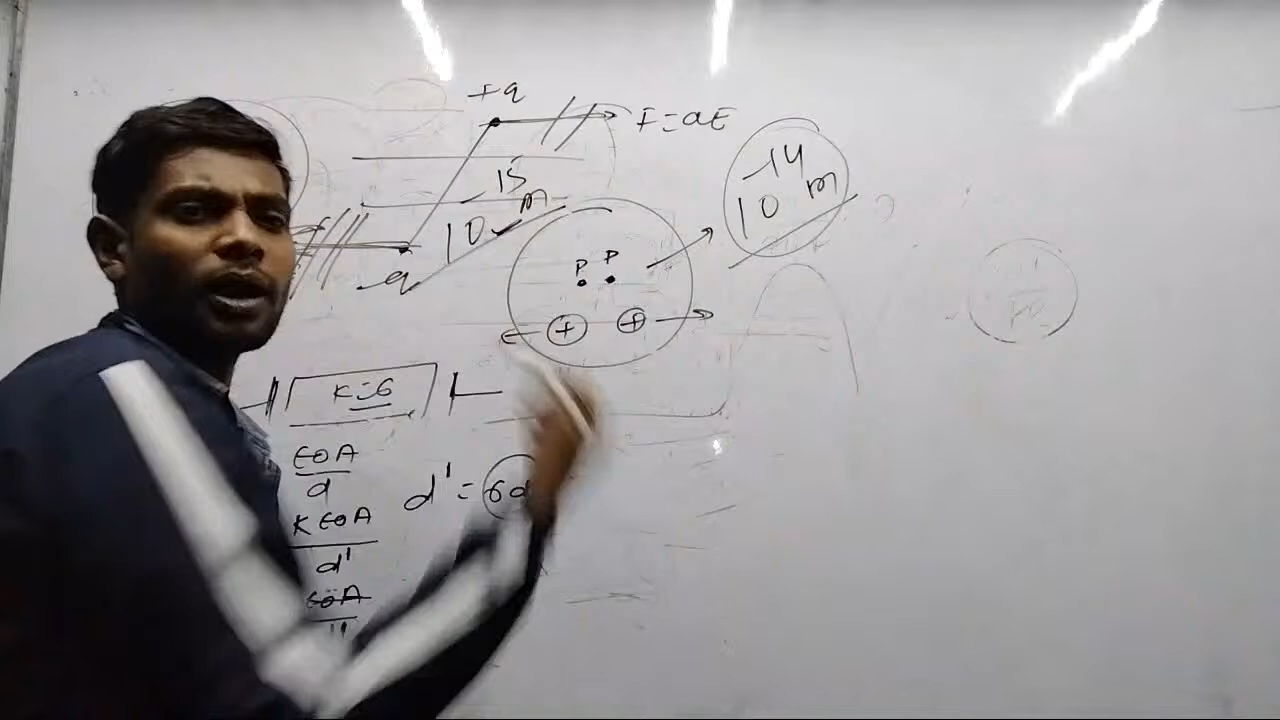 +q
F=qE
-15
10 m
-14
10 m
-q
P P
+ +
K=6
ϵ0A
d
Kϵ0A
d'
d' = 6d
ϵ0A